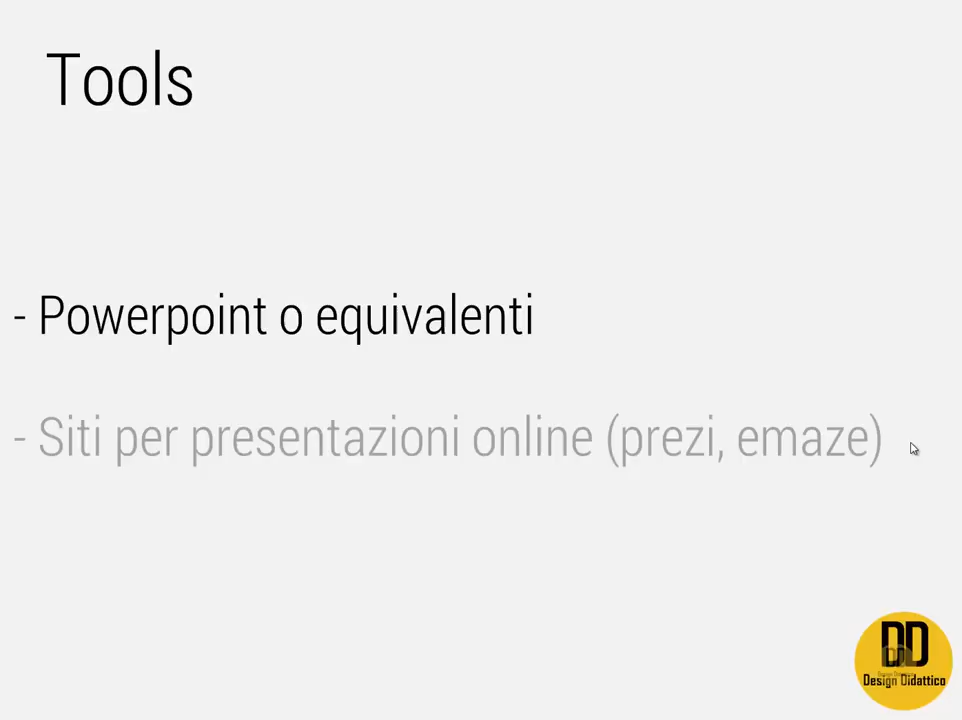 Tools
- Powerpoint o equivalenti
- Siti per presentazioni online (prezi, emaze)
DD
Design Didattico